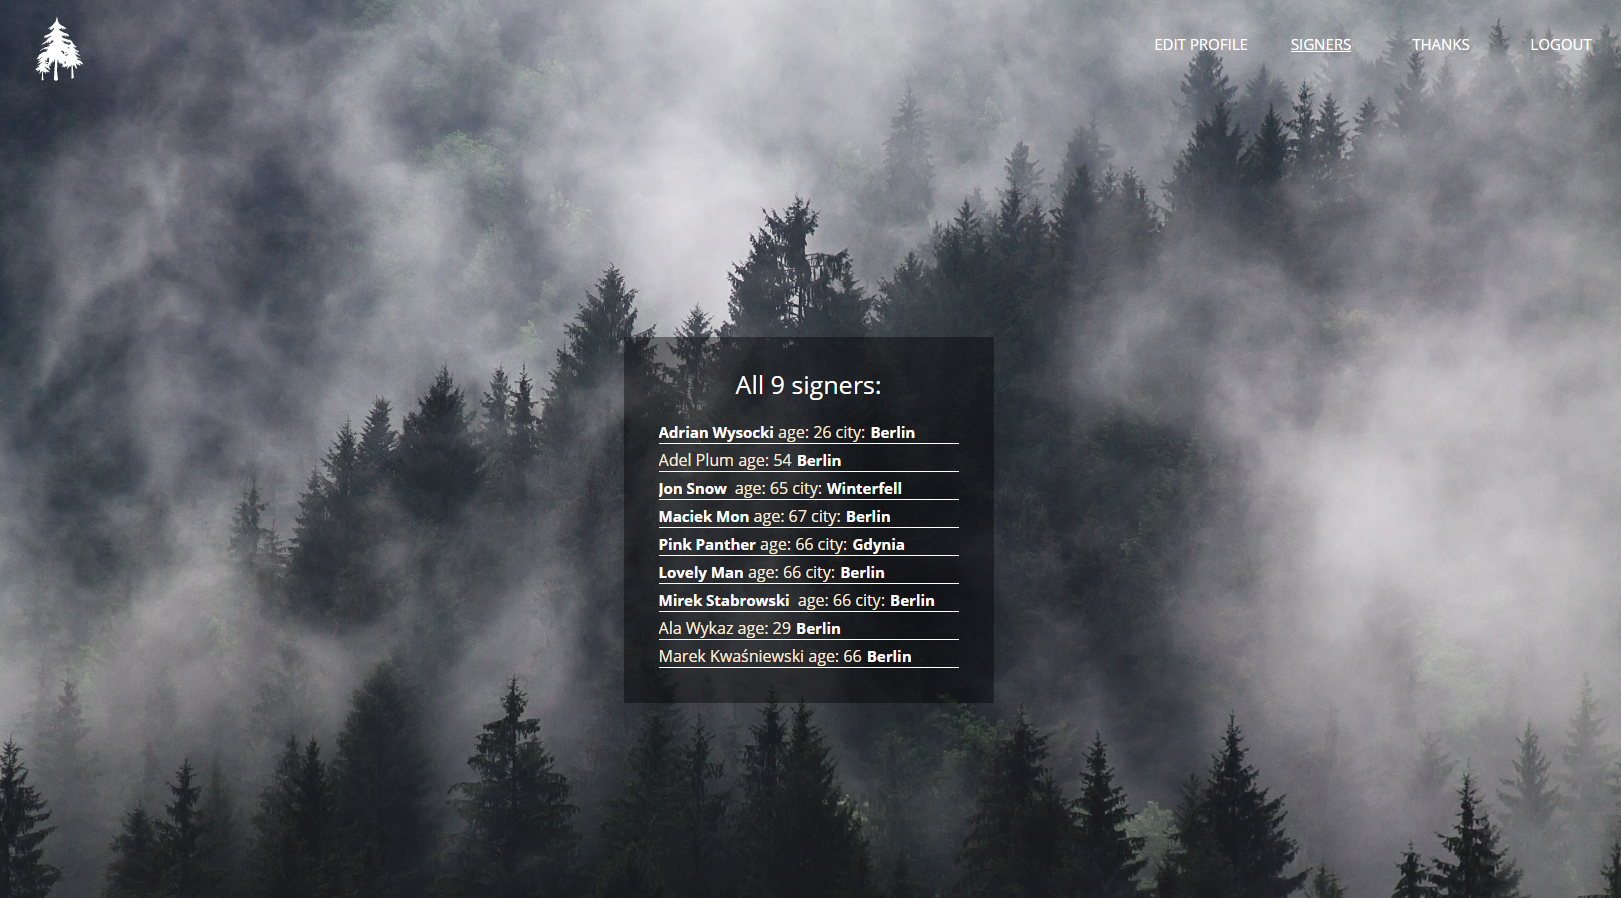 EDIT PROFILE SIGNERS THANKS LOGOUT
All 9 signers:
Adrian Wysocki age: 26 city: Berlin
Adel Plum age: 54 Berlin
Jon Snow age: 65 city: Winterfell
Maciek Mon age: 67 city: Berlin
Pink Panther age: 66 city: Gdynia
Lovely Man age: 66 city: Berlin
Mirek Stabrowski age: 66 city: Berlin
Ala Wykaz age: 29 Berlin
Marek Kwaśniewski age: 66 Berlin